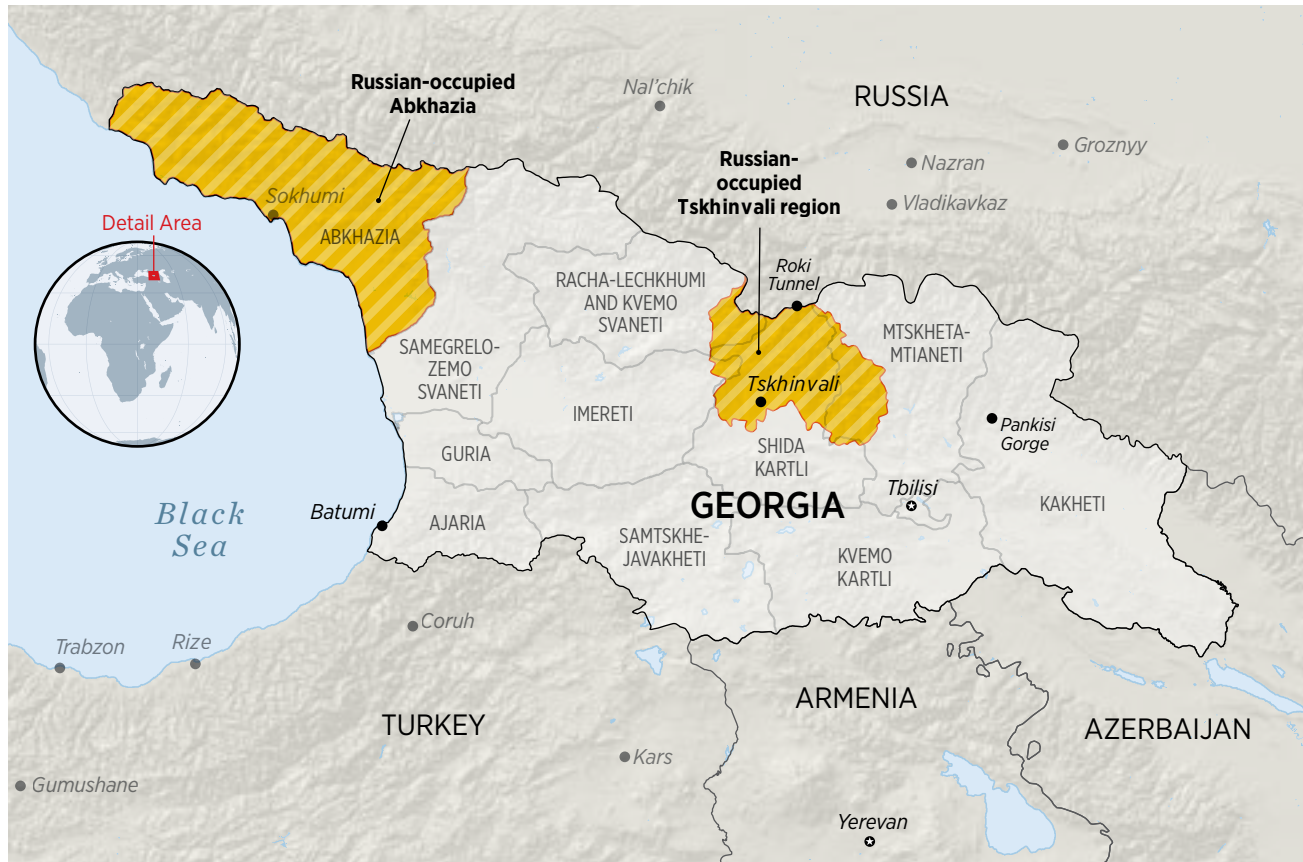 Russian-occupied
Abkhazia
Nal'chik
RUSSIA
Groznyy
Nazran
Vladikavkaz
Russian-
occupied
Tskhinvali region
Sokhumi
ABKHAZIA
Detail Area
Roki
Tunnel
RACHA-LECHKHUMI
AND KVEMO
SVANETI
MTSKHETA-
MTIANETI
SAMEGRELO-
ZEMO
SVANETI
Tskhinvali
IMERETI
Pankisi
Gorge
GURIA
SHIDA
KARTLI
GEORGIA
Tbilisi
KAKHETI
Black
Sea
Batumi
AJARIA
SAMTSKHE-
JAVAKHETI
KVEMO
KARTLI
Coruh
Trabzon
Rize
TURKEY
ARMENIA
AZERBAIJAN
Kars
Gumushane
Yerevan